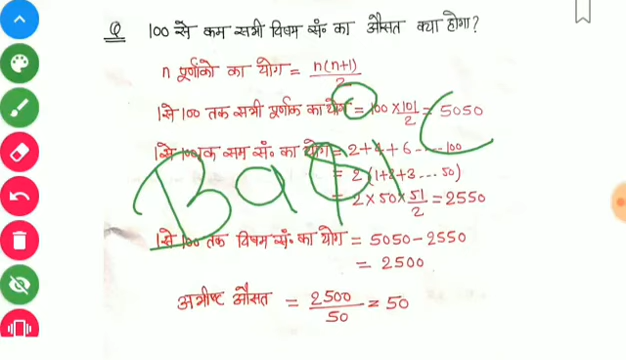 Q 100 से कम सभी विषम सं॰ का औसत क्या होगा?
n पूर्णांको का योग = n(n+1)/2
1 से 100 तक सभी पूर्णांक का योग = 100 × 101/2 = 5050
1 से 100 तक सम सं॰ का योग = 2+4+6 - - - 100
= 2 (1+2+3 --- 50)
= 2 × 50 × 51/2 = 2550
1 से 100 तक विषम सं॰ का योग = 5050 - 2550
= 2500
अभीष्ट औसत = 2500/50 = 50